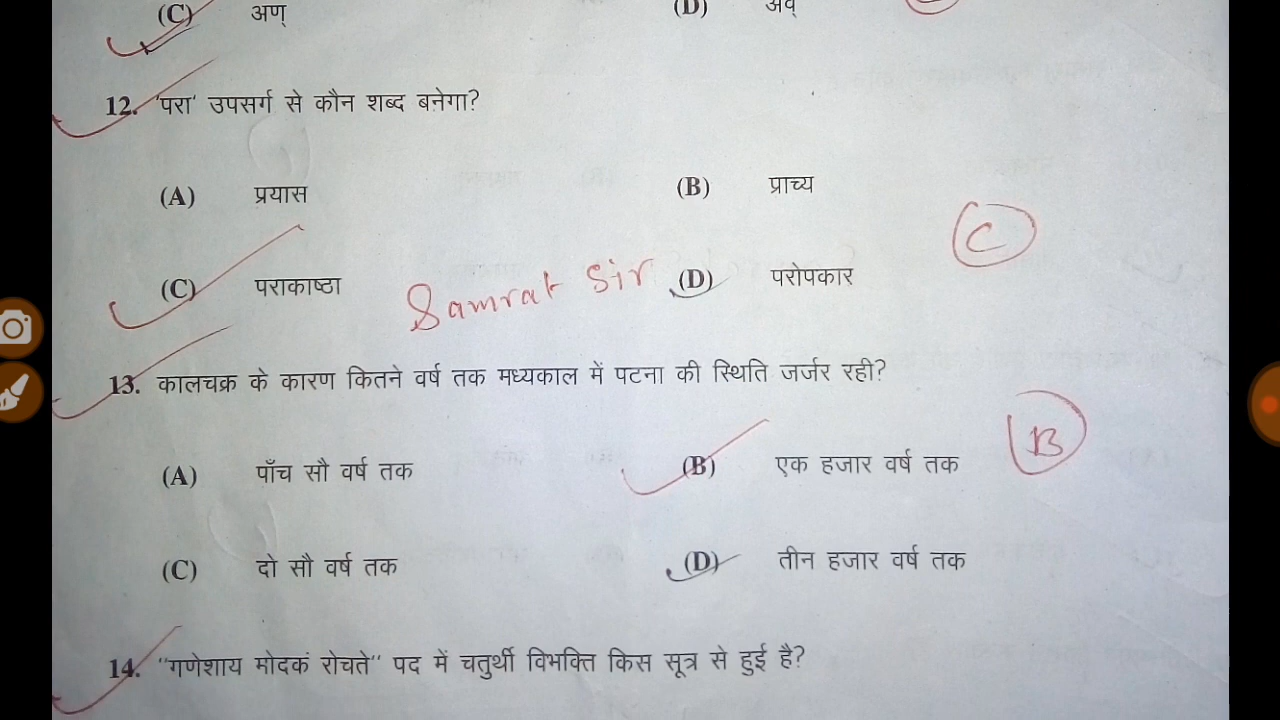 (C) अण् (D) अव्
12. 'परा' उपसर्ग से कौन शब्द बनेगा?
(A) प्रयास (B) प्राच्य
C
(C) पराकाष्ठा Samrat Sir (D) परोपकार
13. कालचक्र के कारण कितने वर्ष तक मध्यकाल में पटना की स्थिति जर्जर रही?
B
(A) पाँच सौ वर्ष तक (B) एक हजार वर्ष तक
(C) दो सौ वर्ष तक (D) तीन हजार वर्ष तक
14. "गणेशाय मोदकं रोचते" पद में चतुर्थी विभक्ति किस सूत्र से हुई है?